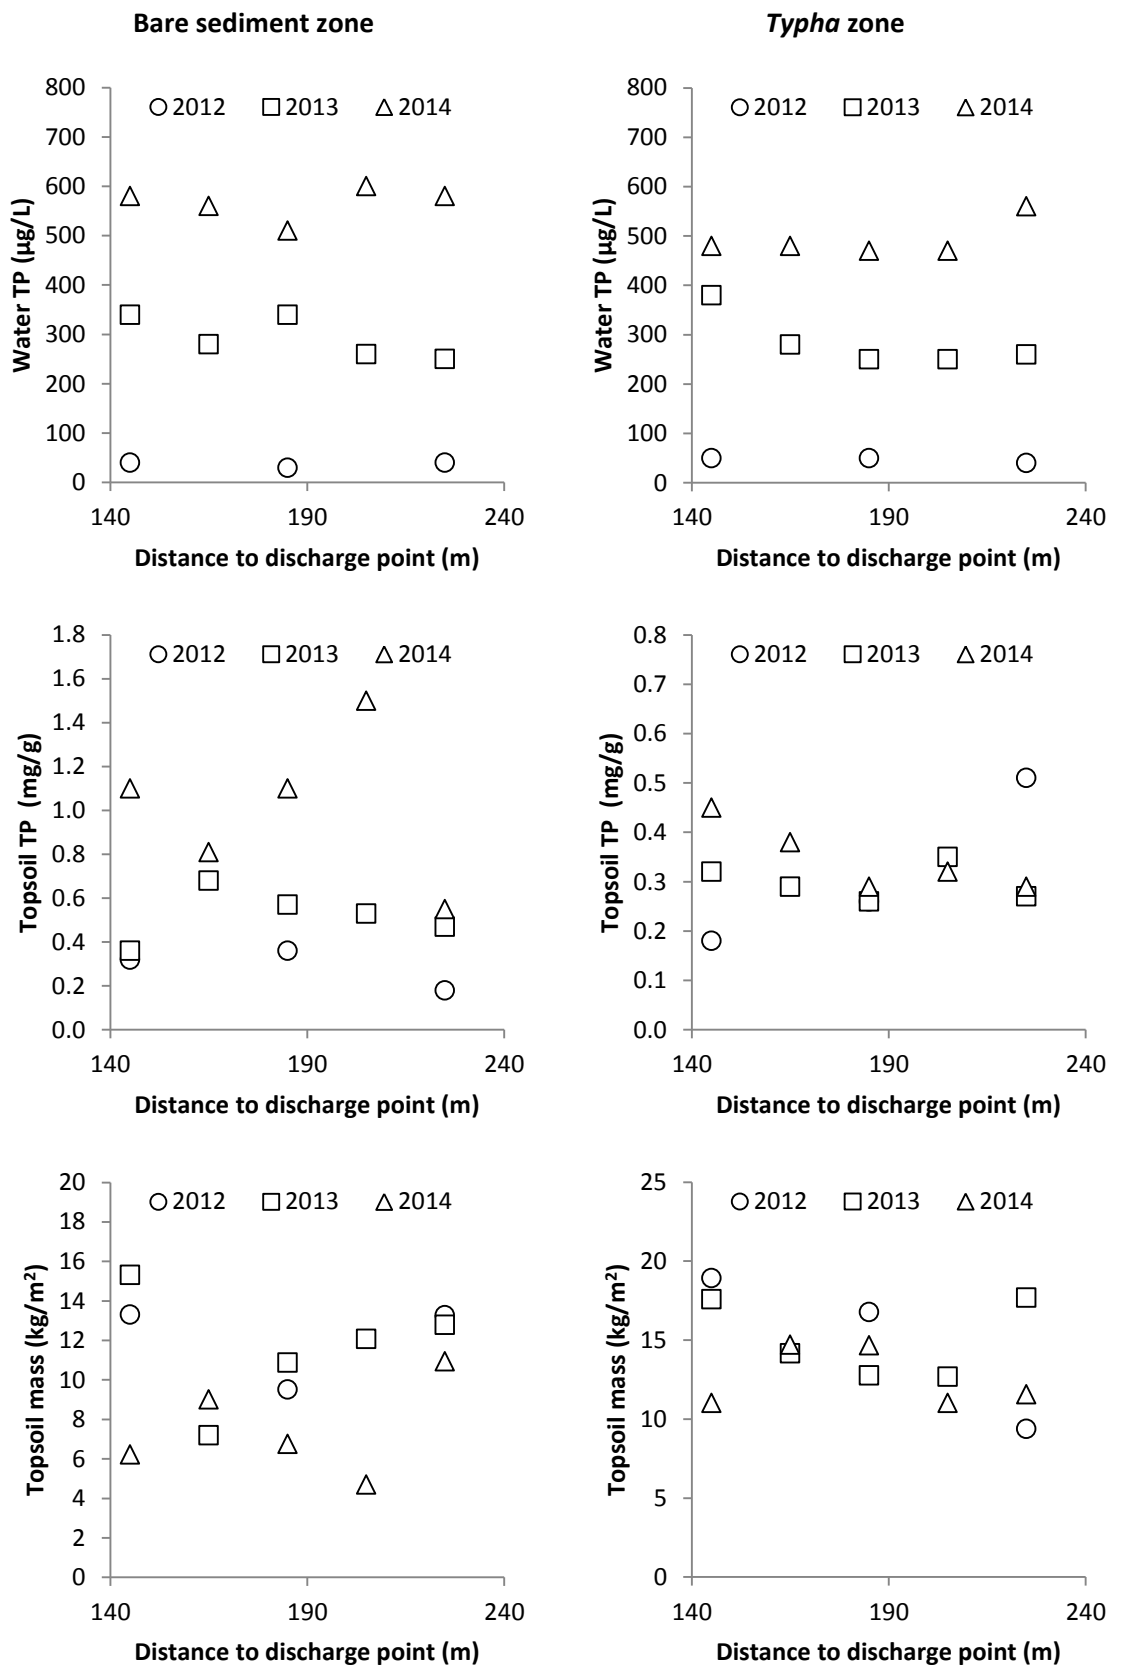 Bare sediment zone
Typha zone
800
700
600
500
400
300
200
100
0
Water TP (µg/L)
2012 2013 2014
140 190 240
Distance to discharge point (m)
800
700
600
500
400
300
200
100
0
Water TP (µg/L)
2012 2013 2014
140 190 240
Distance to discharge point (m)
1.8
1.6
1.4
1.2
1.0
0.8
0.6
0.4
0.2
0.0
Topsoil TP (mg/g)
2012 2013 2014
140 190 240
Distance to discharge point (m)
0.8
0.7
0.6
0.5
0.4
0.3
0.2
0.1
0.0
Topsoil TP (mg/g)
2012 2013 2014
140 190 240
Distance to discharge point (m)
20
18
16
14
12
10
8
6
4
2
0
Topsoil mass (kg/m²)
2012 2013 2014
140 190 240
Distance to discharge point (m)
25
20
15
10
5
0
Topsoil mass (kg/m²)
2012 2013 2014
140 190 240
Distance to discharge point (m)